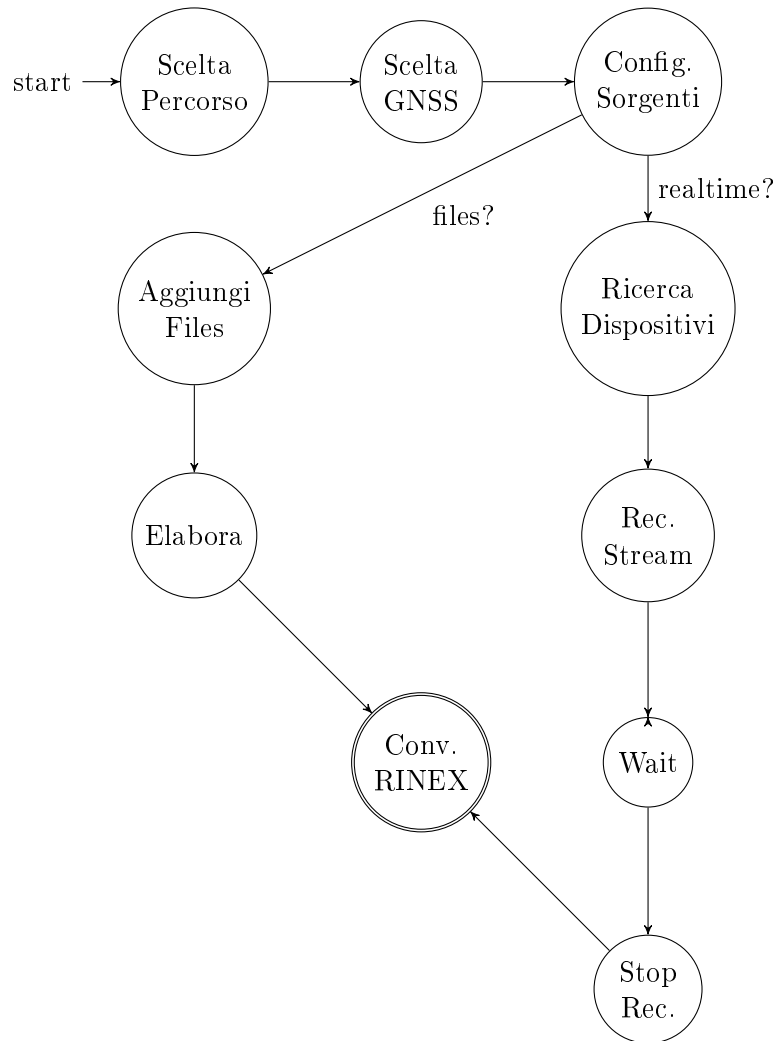 start
Scelta
Percorso
Scelta
GNSS
Config.
Sorgenti
files?
realtime?
Aggiungi
Files
Ricerca
Dispositivi
Elabora
Rec.
Stream
Conv.
RINEX
Wait
Stop
Rec.